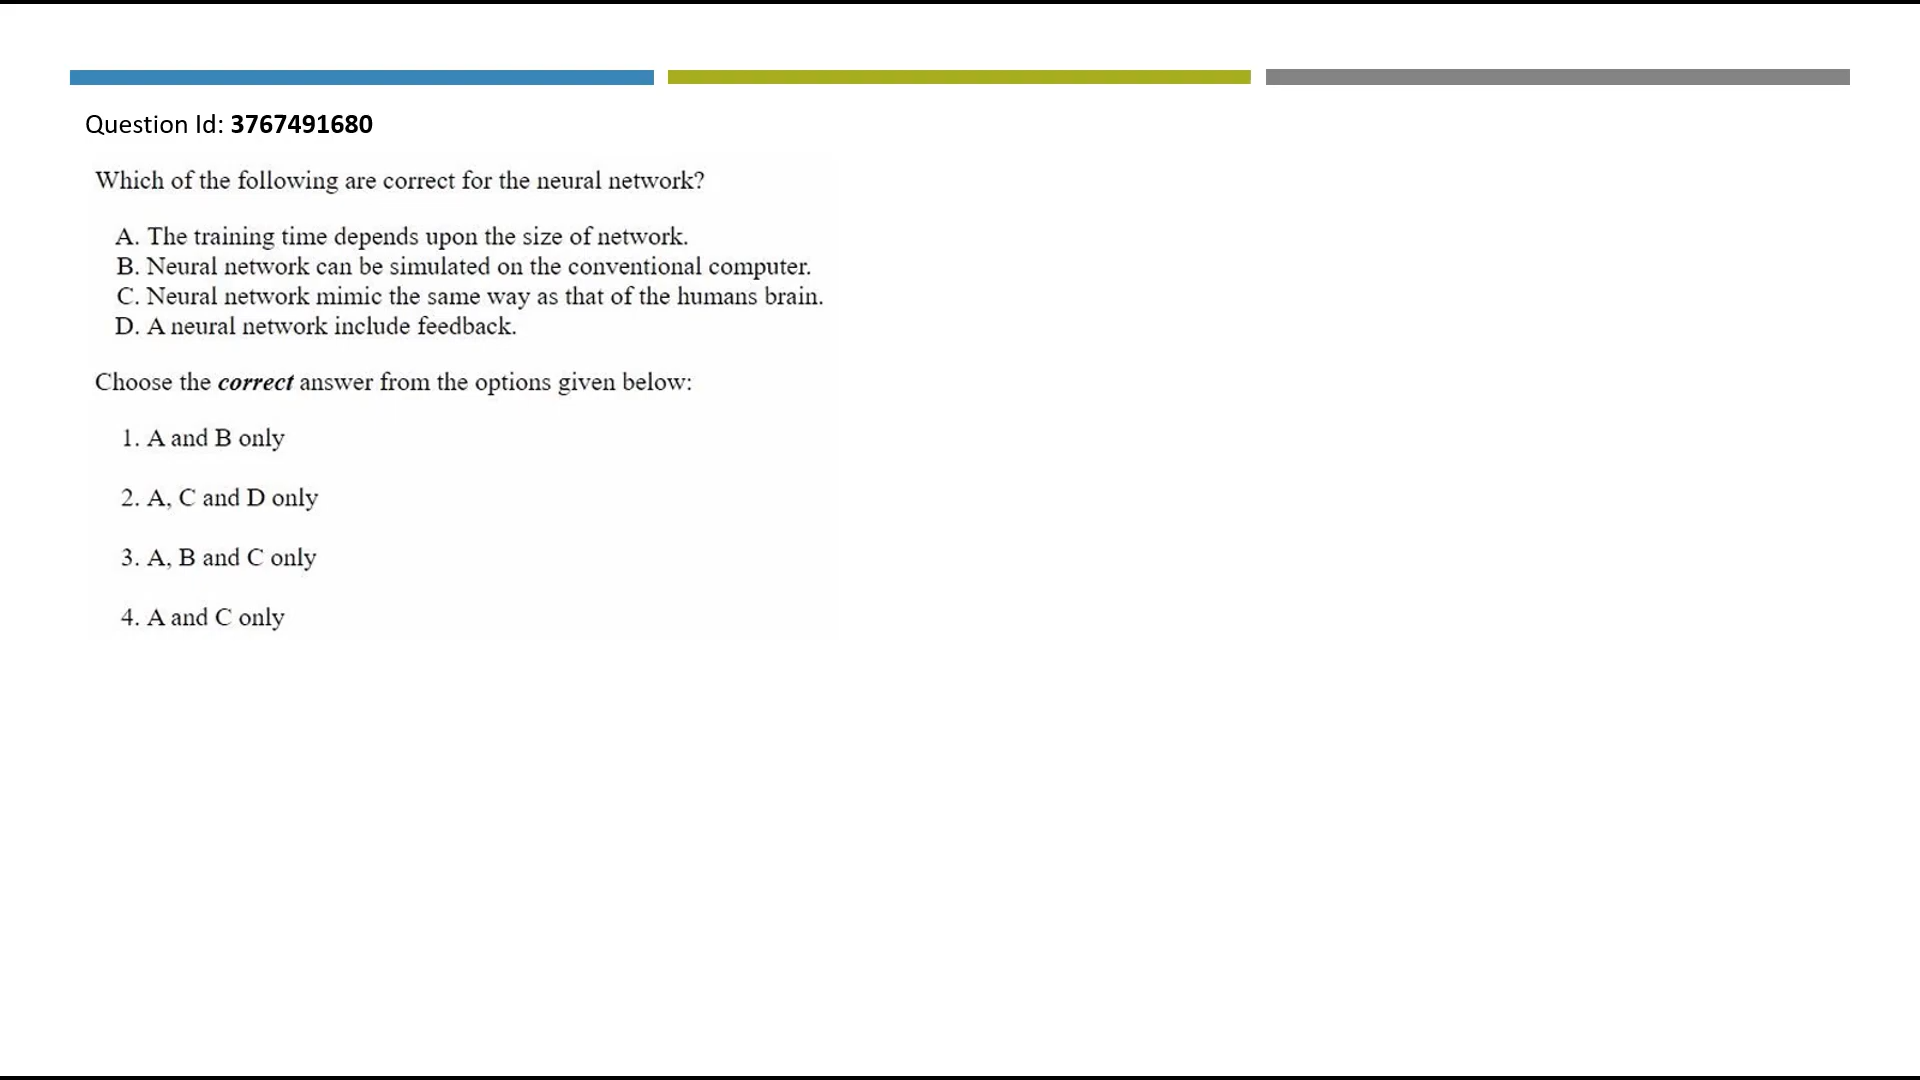 Question Id: 3767491680
Which of the following are correct for the neural network?
A. The training time depends upon the size of network.
B. Neural network can be simulated on the conventional computer.
C. Neural network mimic the same way as that of the humans brain.
D. A neural network include feedback.
Choose the correct answer from the options given below:
1. A and B only
2. A, C and D only
3. A, B and C only
4. A and C only